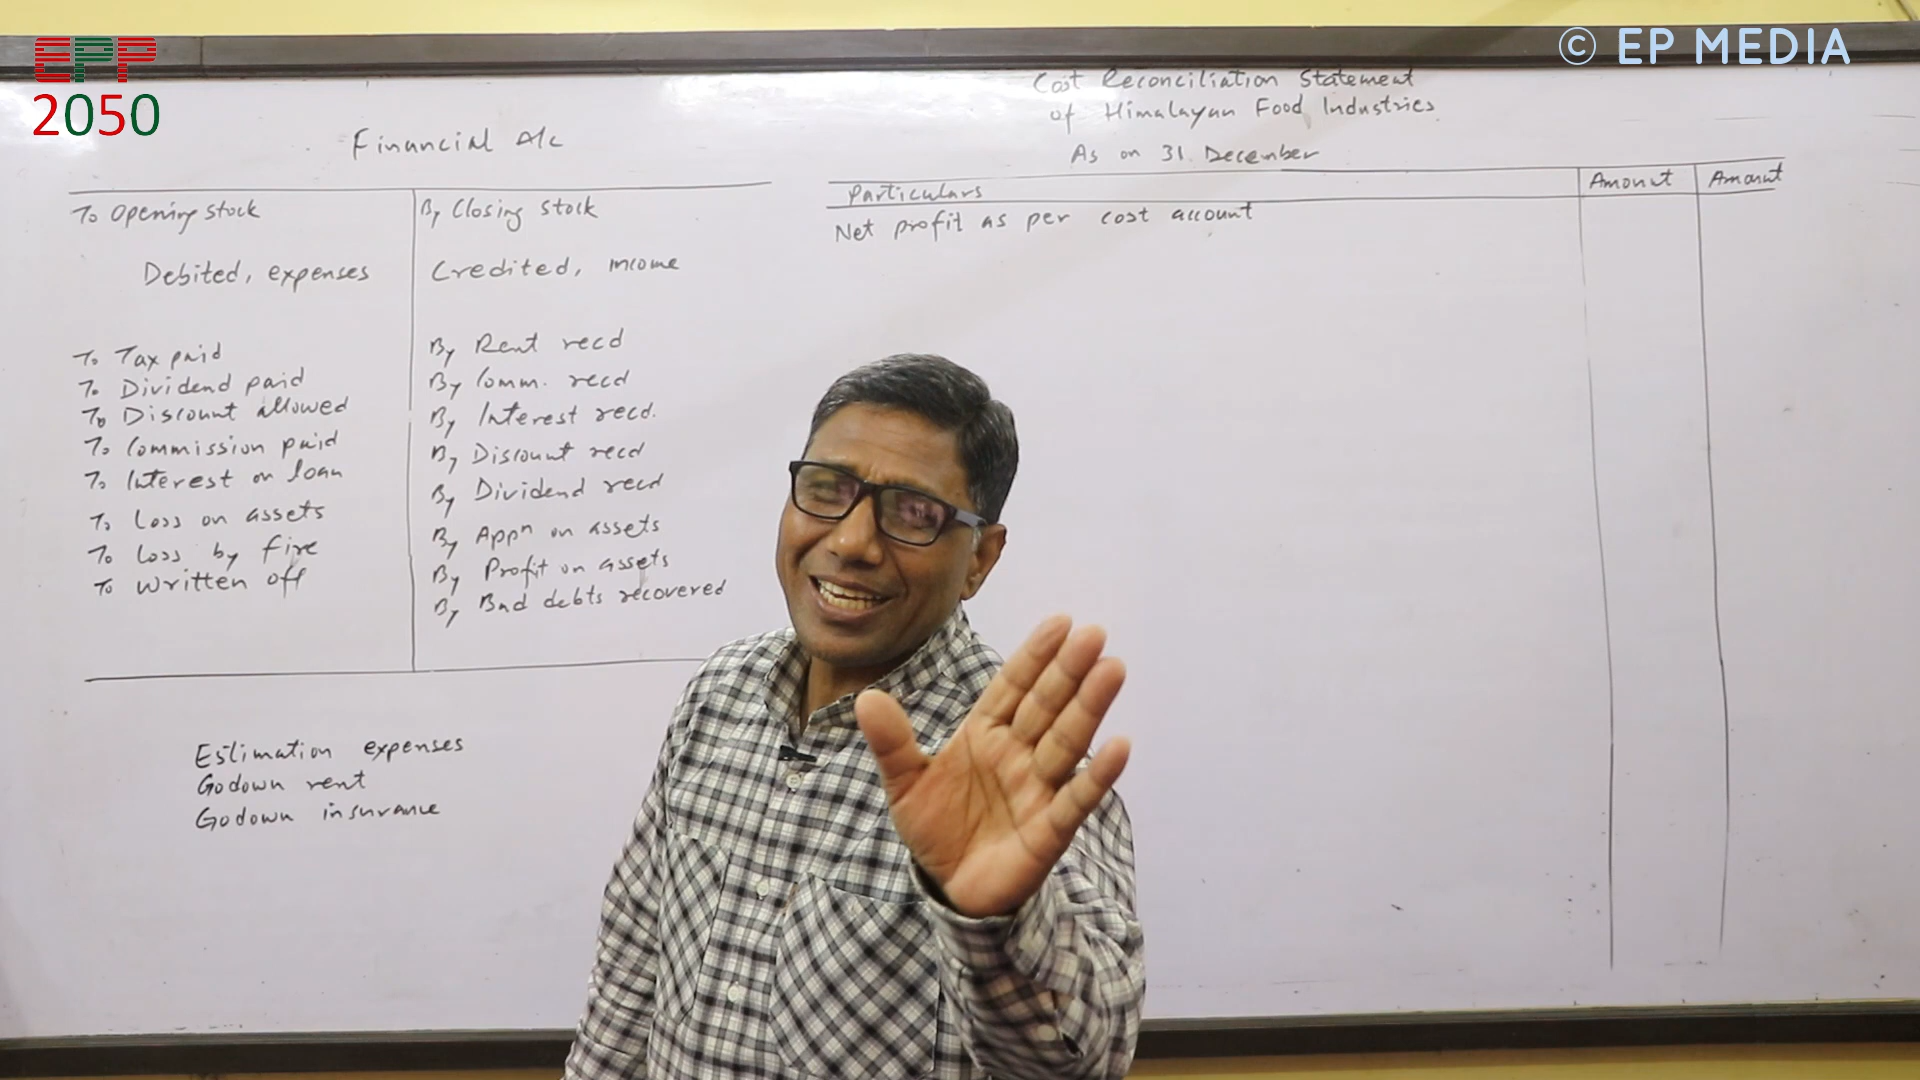 EPP
2050
© EP MEDIA
Financial A/c
To Opening stock
Debited, expenses
To Tax paid
To Dividend paid
To Discount allowed
To Commission paid
To Interest on loan
To Loss on assets
To Loss by fire
To Written off
By Closing stock
Credited, income
By Rent recd
By Comm. recd
By Interest recd.
By Discount recd
By Dividend recd
By Appⁿ on assets
By Profit on assets
By Bad debts recovered
Estimation expenses
Godown rent
Godown insurance
Cost Reconciliation Statement
of Himalayan Food Industries
As on 31 December
Particulars Amount Amount
Net profit as per cost account